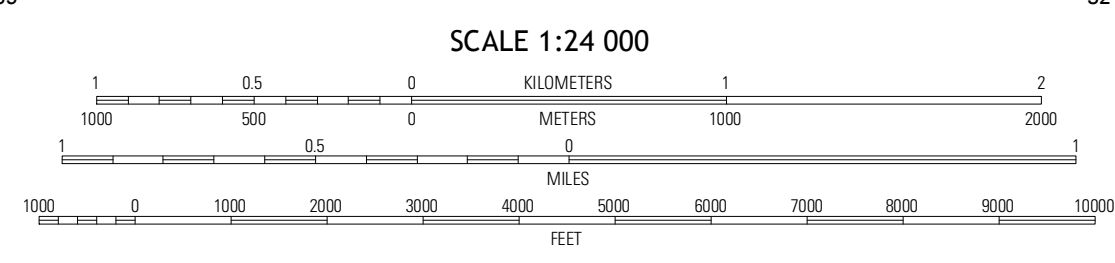 SCALE 1:24 000
1 0.5 0 KILOMETERS 1 2
1000 500 0 METERS 1000 2000
1 0.5 0 1
MILES
1000 0 1000 2000 3000 4000 5000 6000 7000 8000 9000 10000
FEET